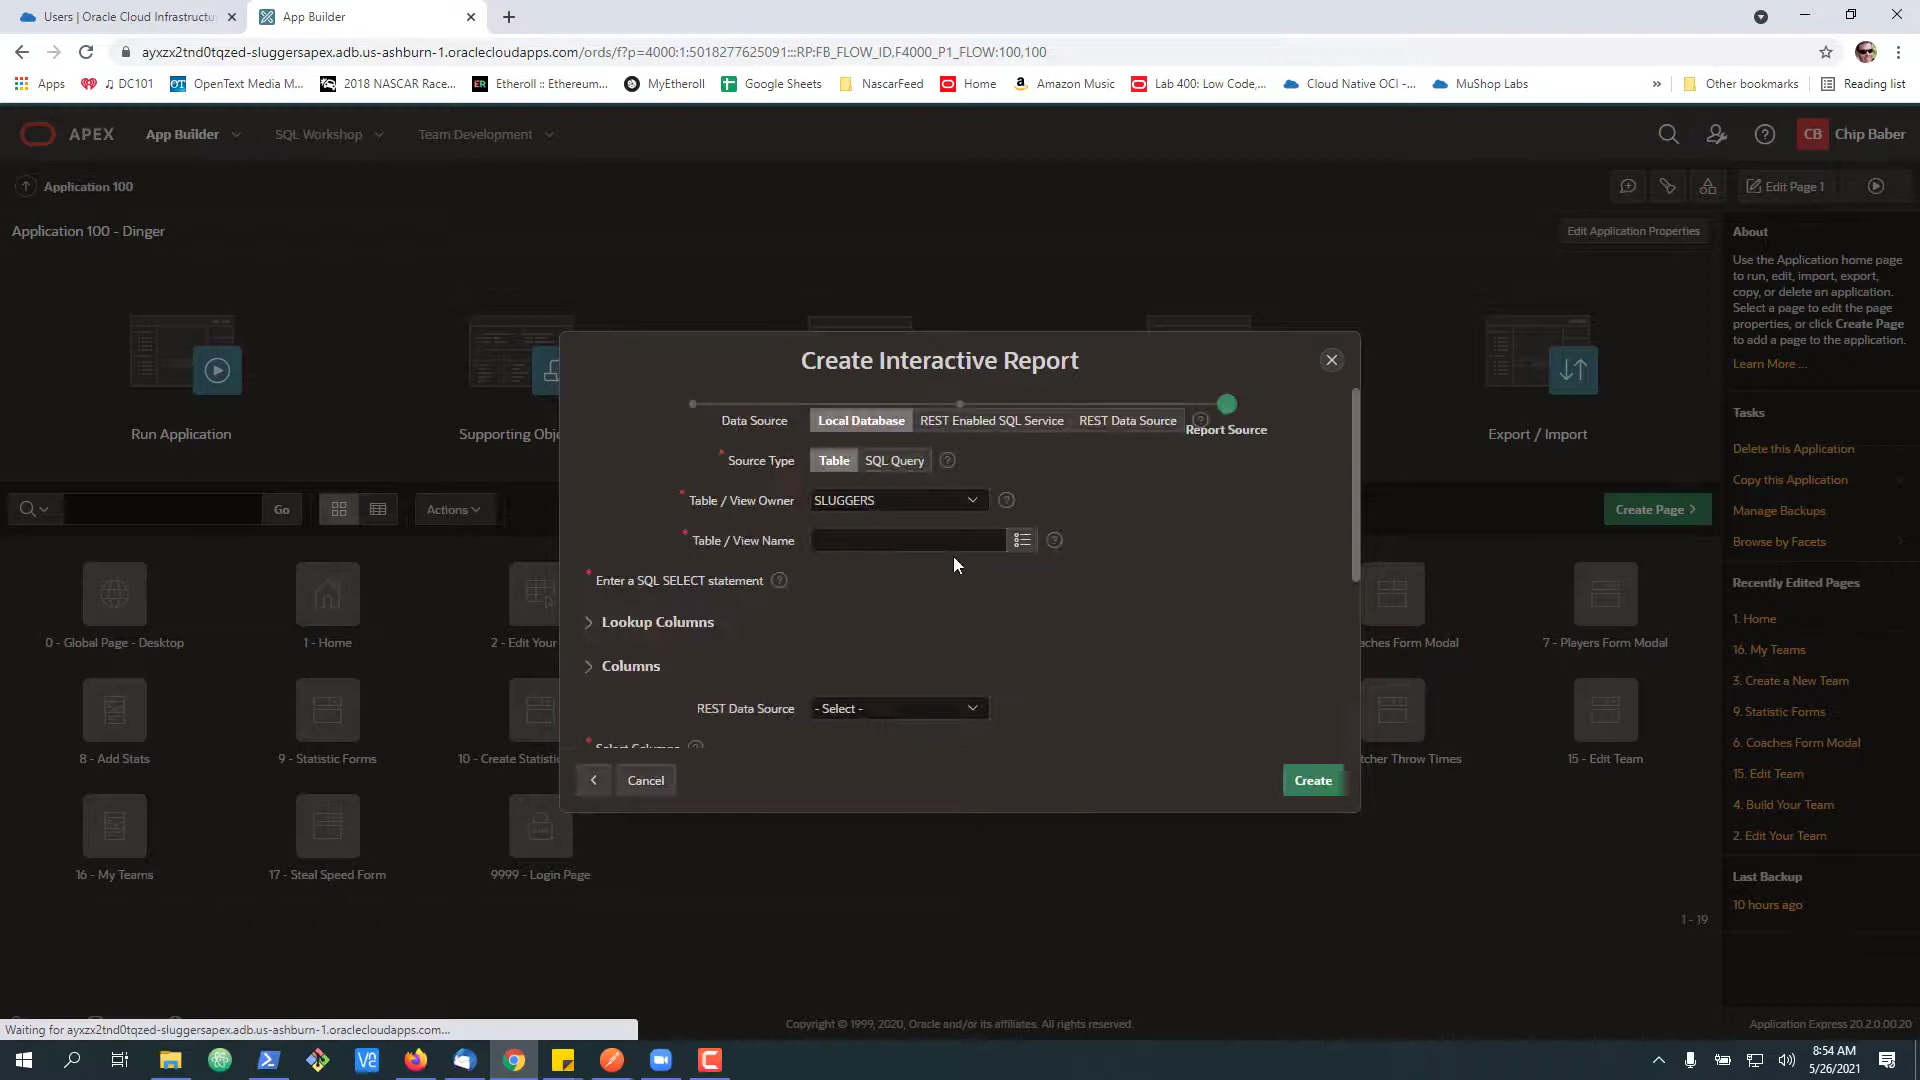 Users | Oracle Cloud Infrastructu
App Builder
ayxzx2tnd0tqzed-sluggersapex.adb.us-ashburn-1.oraclecloudapps.com/ords/f?p=4000:1:5018277625091:::RP:FB_FLOW_ID,F4000_P1_FLOW:100,100
Apps
♫ DC101
OpenText Media M...
2018 NASCAR Race...
Etheroll :: Ethereum...
MyEtheroll
Google Sheets
NascarFeed
Home
Amazon Music
Lab 400: Low Code,...
Cloud Native OCI -...
MuShop Labs
Other bookmarks
Reading list
APEX
App Builder
SQL Workshop
Team Development
CB
Chip Baber
Application 100
Edit Page 1
Application 100 - Dinger
Edit Application Properties
Run Application
Supporting Obje
Export / Import
Go
Actions
Create Page
0 - Global Page - Desktop
1 - Home
2 - Edit Your
aches Form Modal
7 - Players Form Modal
8 - Add Stats
9 - Statistic Forms
10 - Create Statistic
tcher Throw Times
15 - Edit Team
16 - My Teams
17 - Steal Speed Form
9999 - Login Page
1 - 19
Create Interactive Report
Report Source
Data Source
Local Database
REST Enabled SQL Service
REST Data Source
* Source Type
Table
SQL Query
* Table / View Owner
SLUGGERS
* Table / View Name
* Enter a SQL SELECT statement
Lookup Columns
Columns
REST Data Source
- Select -
* Select Columns
Cancel
Create
About
Use the Application home page
to run, edit, import, export,
copy, or delete an application.
Select a page to edit the page
properties, or click Create Page
to add a page to the application.
Learn More ...
Tasks
Delete this Application
Copy this Application
Manage Backups
Browse by Facets
Recently Edited Pages
1. Home
16. My Teams
3. Create a New Team
9. Statistic Forms
6. Coaches Form Modal
15. Edit Team
4. Build Your Team
2. Edit Your Team
Last Backup
10 hours ago
Waiting for ayxzx2tnd0tqzed-sluggersapex.adb.us-ashburn-1.oraclecloudapps.com...
Copyright © 1999, 2020, Oracle and/or its affiliates. All rights reserved.
Application Express 20.2.0.00.20
8:54 AM
5/26/2021